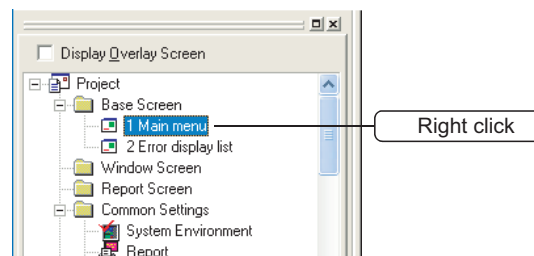 Display Overlay Screen
Project
Base Screen
1 Main menu
Right click
2 Error display list
Window Screen
Report Screen
Common Settings
System Environment
Report